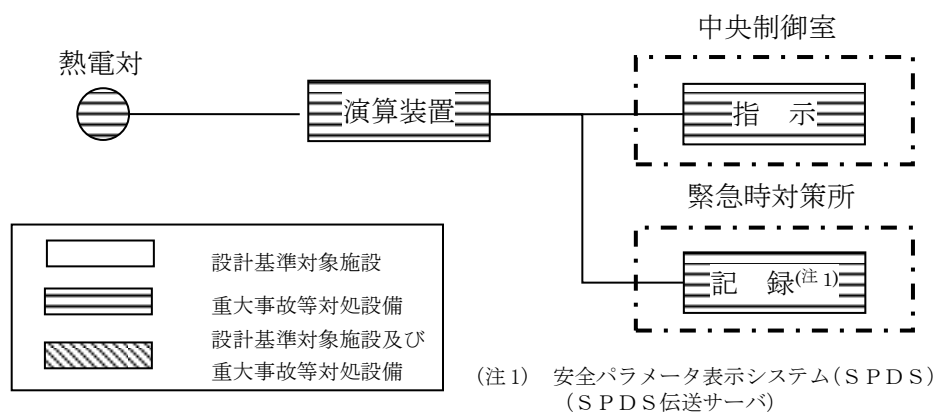 中央制御室
熱電対
演算装置
指　示
緊急時対策所
記　録(注1)
設計基準対象施設
重大事故等対処設備
設計基準対象施設及び
重大事故等対処設備
(注1)　安全パラメータ表示システム(ＳＰＤＳ)
(ＳＰＤＳ伝送サーバ)